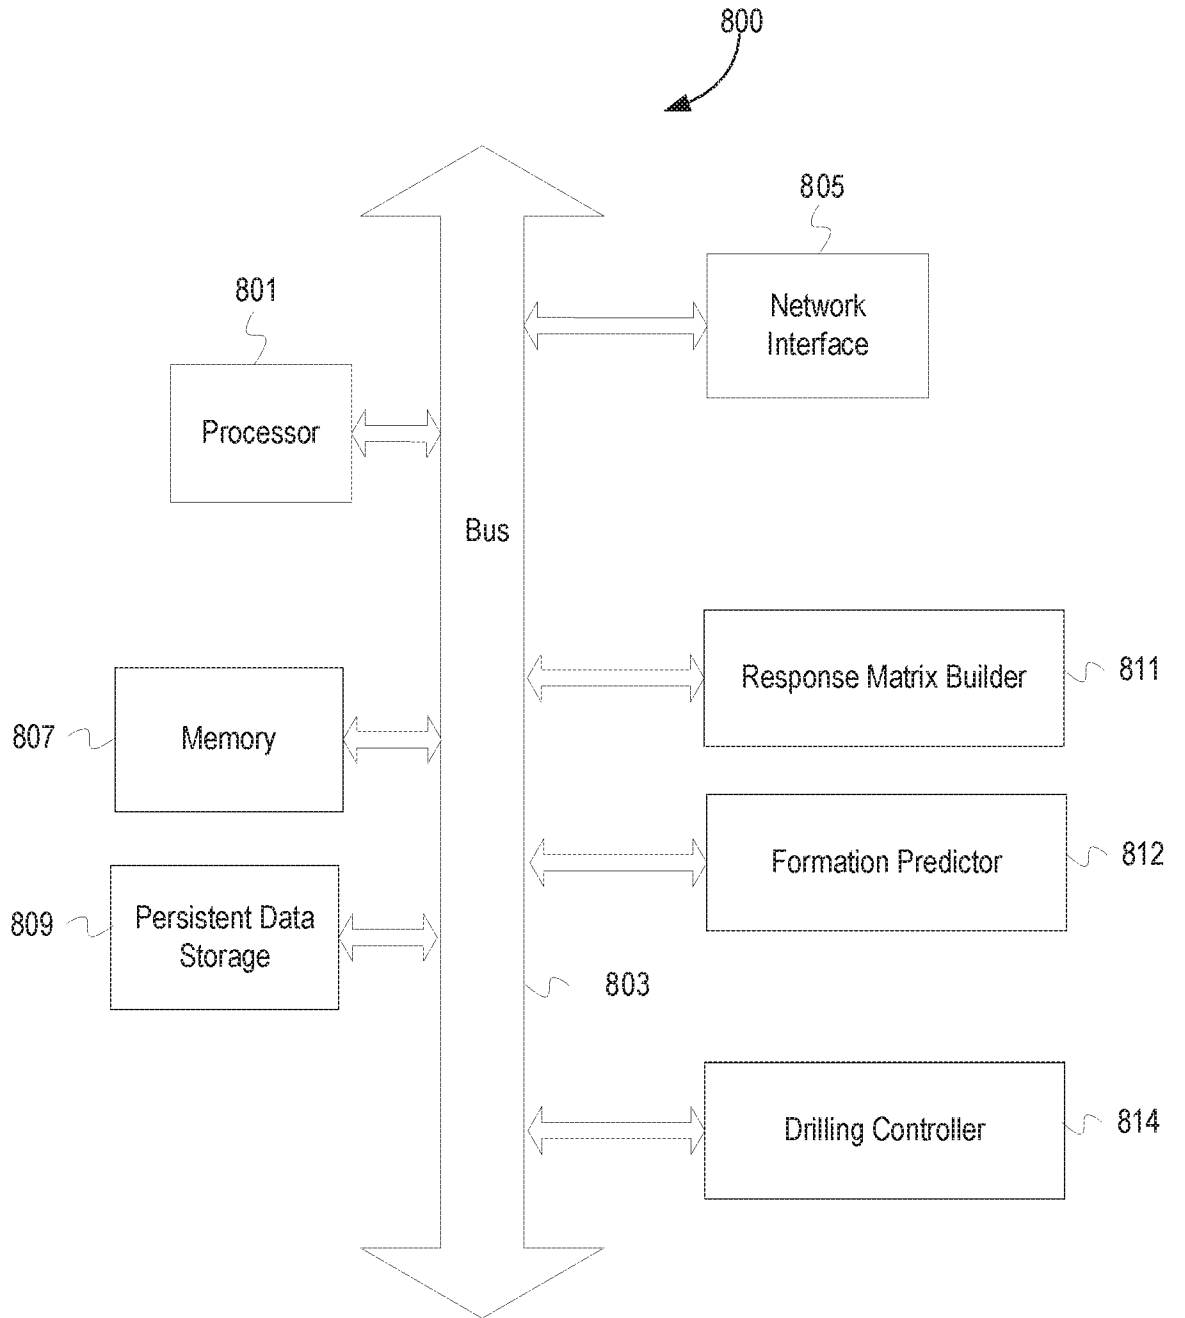 800
805
Network
Interface
801
Processor
Bus
Response Matrix Builder
811
807
Memory
Formation Predictor
812
809
Persistent Data
Storage
803
Drilling Controller
814